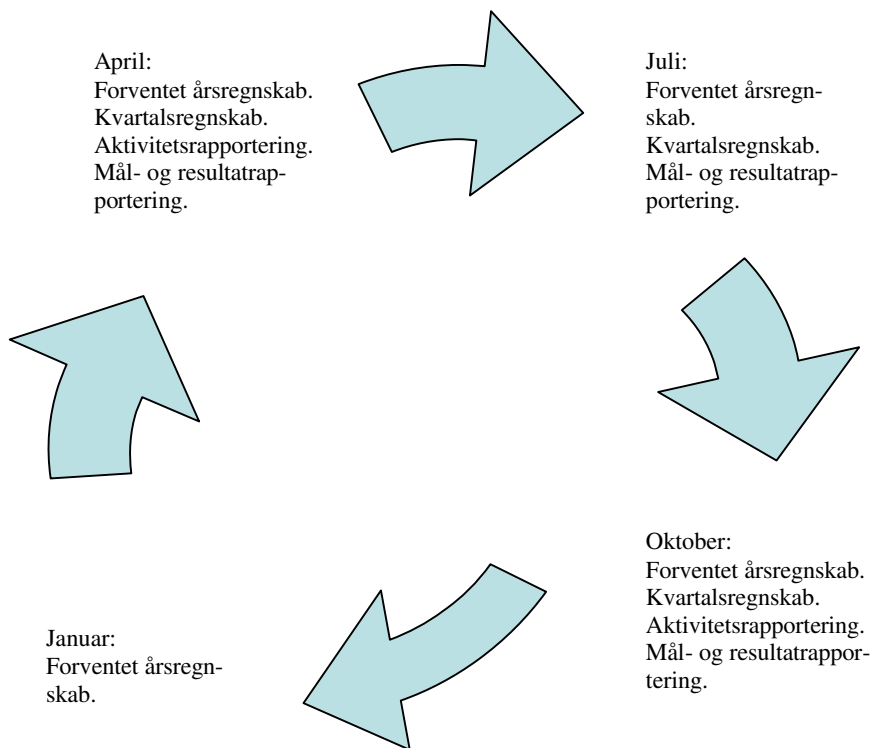 April:
Forventet årsregnskab.
Kvartalsregnskab.
Aktivitetsrapportering.
Mål- og resultatrap-
portering.
Juli:
Forventet årsregn-
skab.
Kvartalsregnskab.
Mål- og resultatrap-
portering.
Oktober:
Forventet årsregnskab.
Kvartalsregnskab.
Aktivitetsrapportering.
Mål- og resultatrappor-
tering.
Januar:
Forventet årsregn-
skab.